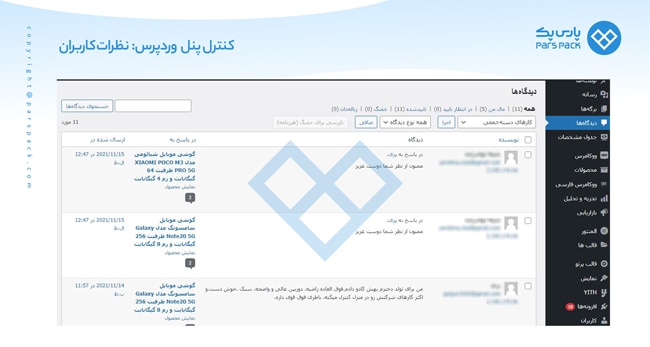 پارس پک
PARS PACK
کنترل پنل وردپرس: نظرات کاربران
copyright@parspack.com
دیدگاه‌ها
همه (11) | مال من (5) | در انتظار تایید (0) | تاییدشده (11) | جفنگ (0) | زباله‌دان (0)
جستجوی دیدگاه‌ها
کارهای دسته‌جمعی
اجرا
همه نوع دیدگاه
صافی
بازرسی برای جفنگ (هرزنامه)
11 مورد
نویسنده
دیدگاه
در پاسخ به
ارسال شده در
در پاسخ به پری.
ممنون از نظر شما دوست عزیز
گوشی موبایل شیائومی
مدل XIAOMI POCO M3
PRO 5G ظرفیت 64
گیگابایت و رم 4 گیگابایت
نمایش محصول
2
2021/11/15 در 12:47
ق.ظ
در پاسخ به پری.
ممنون از نظر شما دوست عزیز
گوشی موبایل
سامسونگ مدل Galaxy
Note20 5G ظرفیت 256
گیگابایت و رم 8 گیگابایت
نمایش محصول
2
2021/11/15 در 12:47
ق.ظ
من برای تولد دخترم بهش کادو دادم.فوق العاده راضیه. دوربین عالی و واضحه. سبک .خوش دست.و
اکثر کارهای شرکتش رو در منزل کنترل میکنه. باطری فوق قوی داره.
گوشی موبایل
سامسونگ مدل Galaxy
Note20 5G ظرفیت 256
گیگابایت و رم 8 گیگابایت
نمایش محصول
2021/11/14 در 11:57
ب.ظ
رسانه
برگه‌ها
دیدگاه‌ها
جدول مشخصات
ووکامرس
محصولات
ووکامرس فارسی
تجزیه و تحلیل
بازاریابی
المنتور
قالب ها
قالب پرتو
نمایش
YITH
افزونه‌ها 18
کاربران